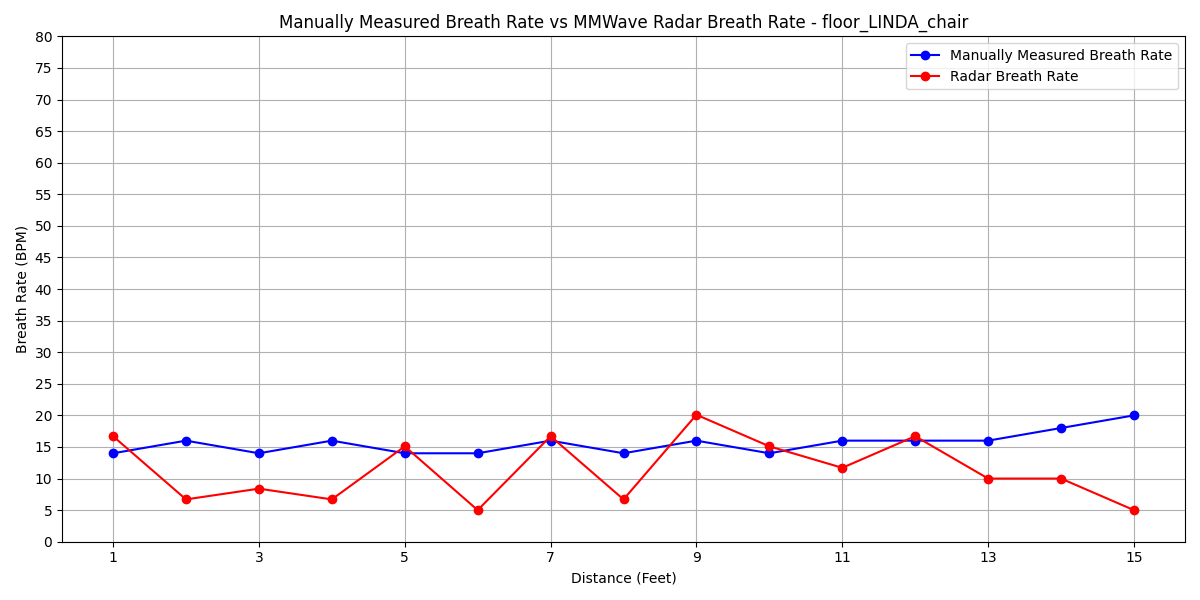 Manually Measured Breath Rate vs MMWave Radar Breath Rate - floor_LINDA_chair
Manually Measured Breath Rate
Radar Breath Rate
Breath Rate (BPM)
80
75
70
65
60
55
50
45
40
35
30
25
20
15
10
5
0
1 3 5 7 9 11 13 15
Distance (Feet)